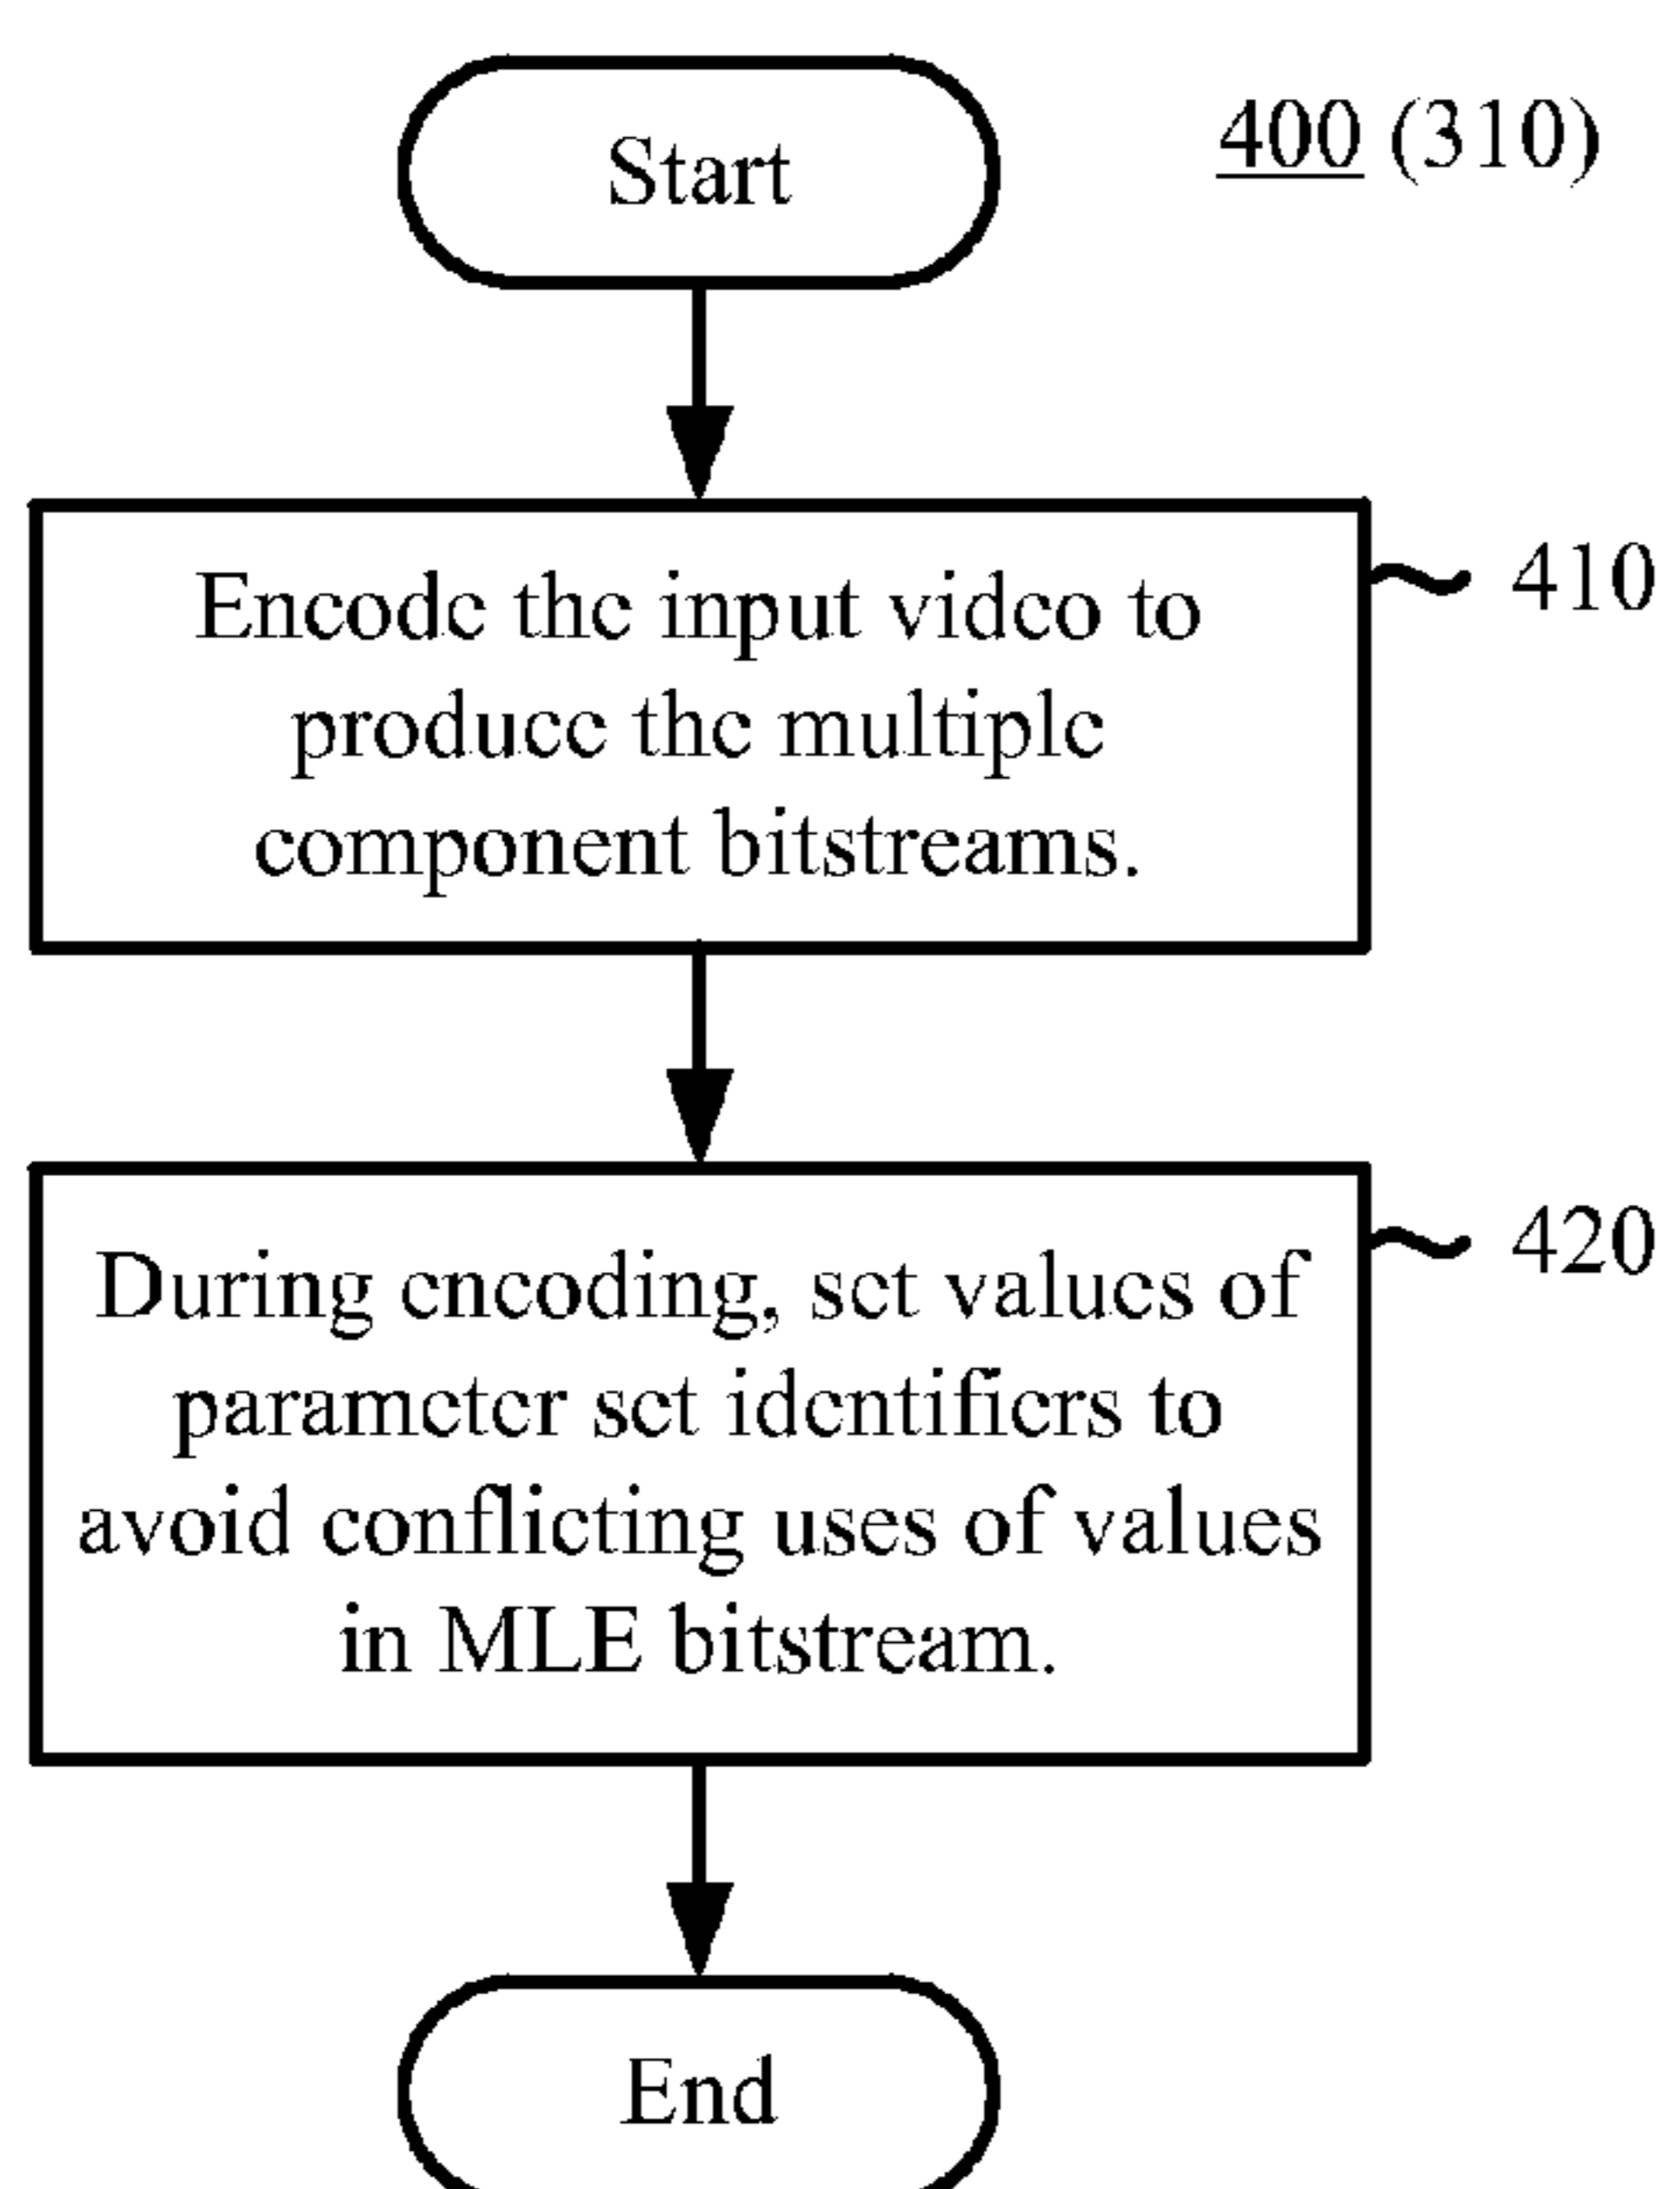 Start
400 (310)
Encode the input video to
produce the multiple
component bitstreams.
410
During encoding, set values of
parameter set identifiers to
avoid conflicting uses of values
in MLE bitstream.
420
End